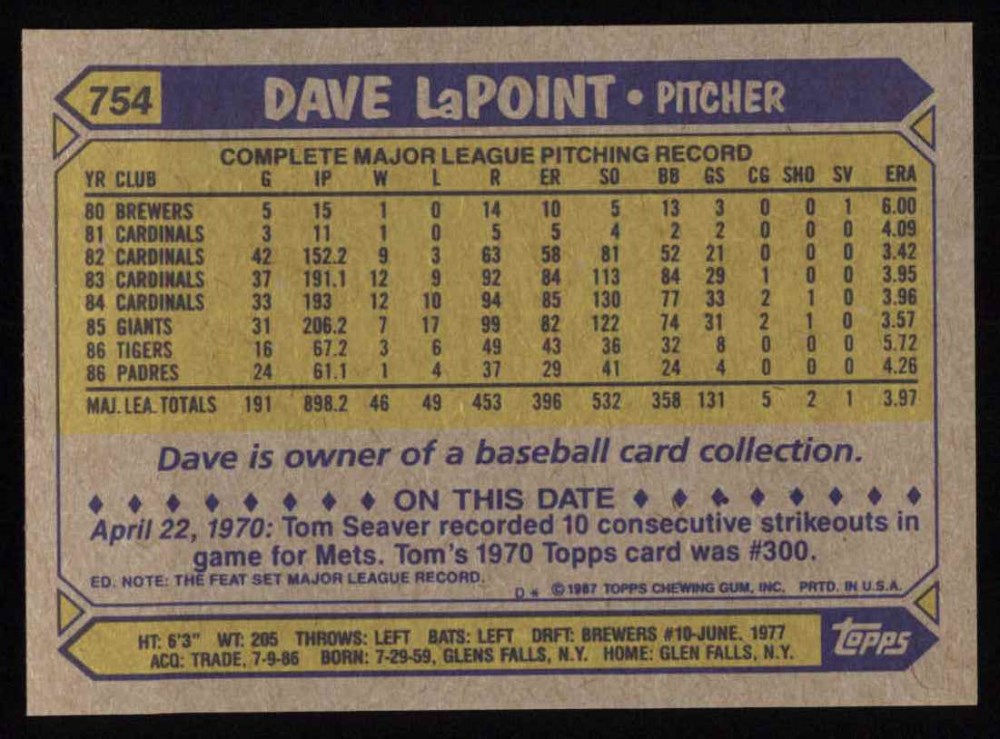 754 DAVE LaPOINT • PITCHER
COMPLETE MAJOR LEAGUE PITCHING RECORD
YR CLUB G IP W L R ER SO BB GS CG SHO SV ERA
80 BREWERS 5 15 1 0 14 10 5 13 3 0 0 1 6.00
81 CARDINALS 3 11 1 0 5 5 4 2 2 0 0 0 4.09
82 CARDINALS 42 152.2 9 3 63 58 81 52 21 0 0 0 3.42
83 CARDINALS 37 191.1 12 9 92 84 113 84 29 1 0 0 3.95
84 CARDINALS 33 193 12 10 94 85 130 77 33 2 1 0 3.96
85 GIANTS 31 206.2 7 17 99 82 122 74 31 2 1 0 3.57
86 TIGERS 16 67.2 3 6 49 43 36 32 8 0 0 0 5.72
86 PADRES 24 61.1 1 4 37 29 41 24 4 0 0 0 4.26
MAJ. LEA. TOTALS 191 898.2 46 49 453 396 532 358 131 5 2 1 3.97
Dave is owner of a baseball card collection.
♦ ♦ ♦ ♦ ♦ ♦ ♦ ♦ ON THIS DATE ♦ ♦ ♦ ♦ ♦ ♦ ♦ ♦
April 22, 1970: Tom Seaver recorded 10 consecutive strikeouts in
game for Mets. Tom's 1970 Topps card was #300.
ED. NOTE: THE FEAT SET MAJOR LEAGUE RECORD.
D* © 1987 TOPPS CHEWING GUM, INC. PRTD. IN U.S.A.
HT: 6'3" WT: 205 THROWS: LEFT BATS: LEFT DRFT: BREWERS #10-JUNE, 1977
ACQ: TRADE, 7-9-86 BORN: 7-29-59, GLENS FALLS, N.Y. HOME: GLEN FALLS, N.Y.
topps